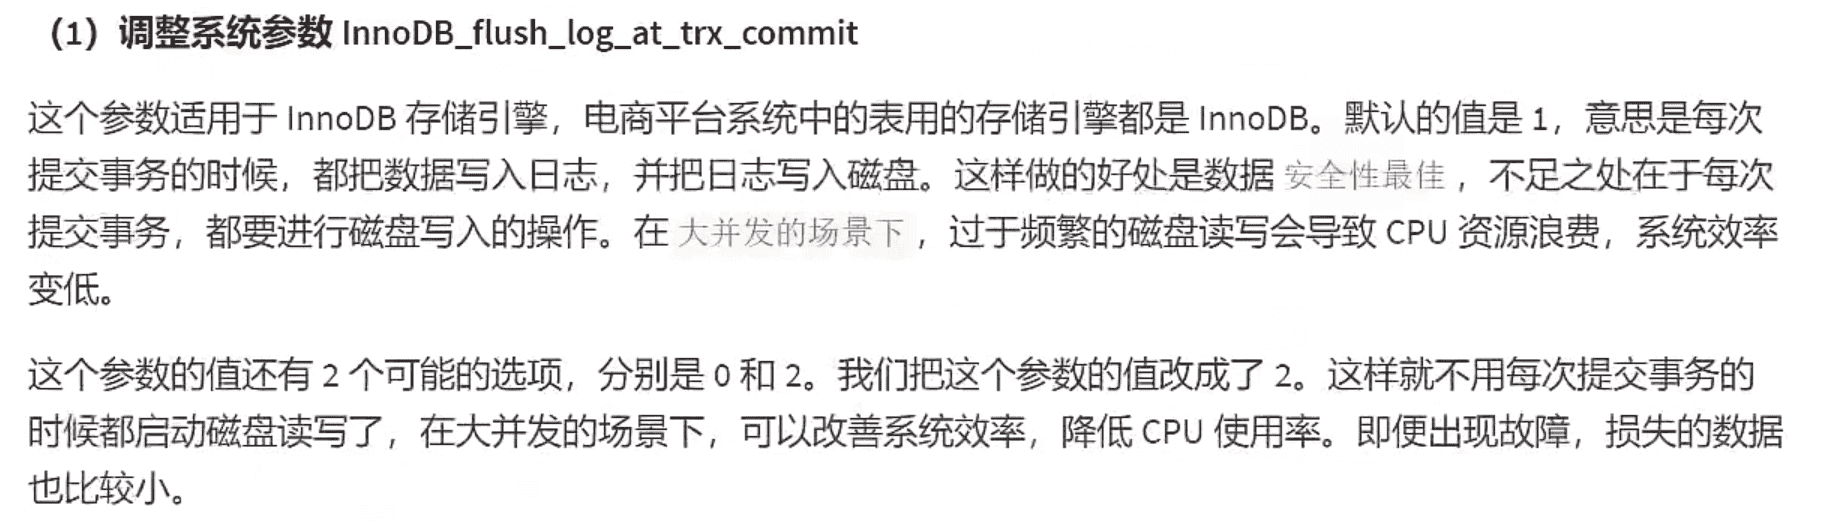 （1）调整系统参数 InnoDB_flush_log_at_trx_commit
这个参数适用于 InnoDB 存储引擎，电商平台系统中的表用的存储引擎都是 InnoDB。默认的值是 1，意思是每次
提交事务的时候，都把数据写入日志，并把日志写入磁盘。这样做的好处是数据 安全性最佳 ，不足之处在于每次
提交事务，都要进行磁盘写入的操作。在 大并发的场景下 ，过于频繁的磁盘读写会导致 CPU 资源浪费，系统效率
变低。
这个参数的值还有 2 个可能的选项，分别是 0 和 2。我们把这个参数的值改成了 2。这样就不用每次提交事务的
时候都启动磁盘读写了，在大并发的场景下，可以改善系统效率，降低 CPU 使用率。即便出现故障，损失的数据
也比较小。